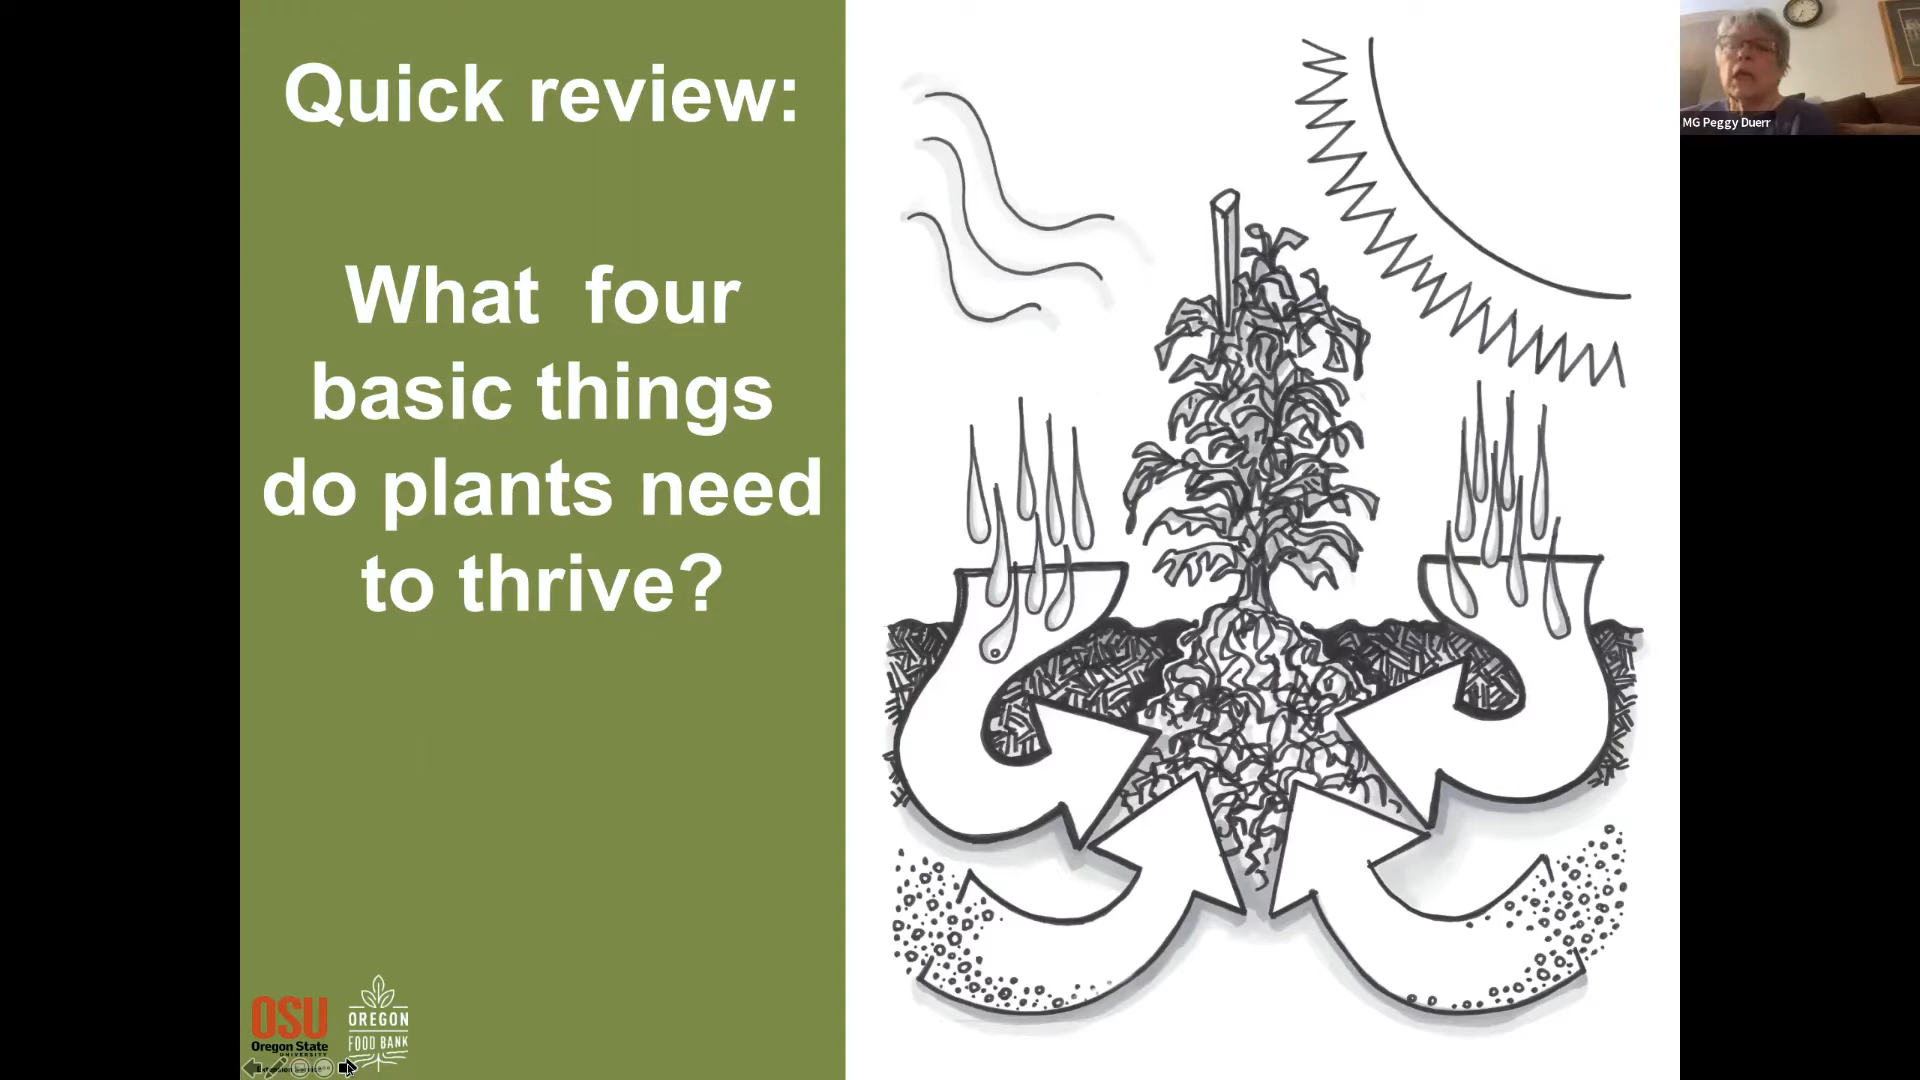 Quick review:
What four
basic things
do plants need
to thrive?
MG Peggy Duerr
OSU
Oregon State
UNIVERSITY
OREGON
FOOD BANK